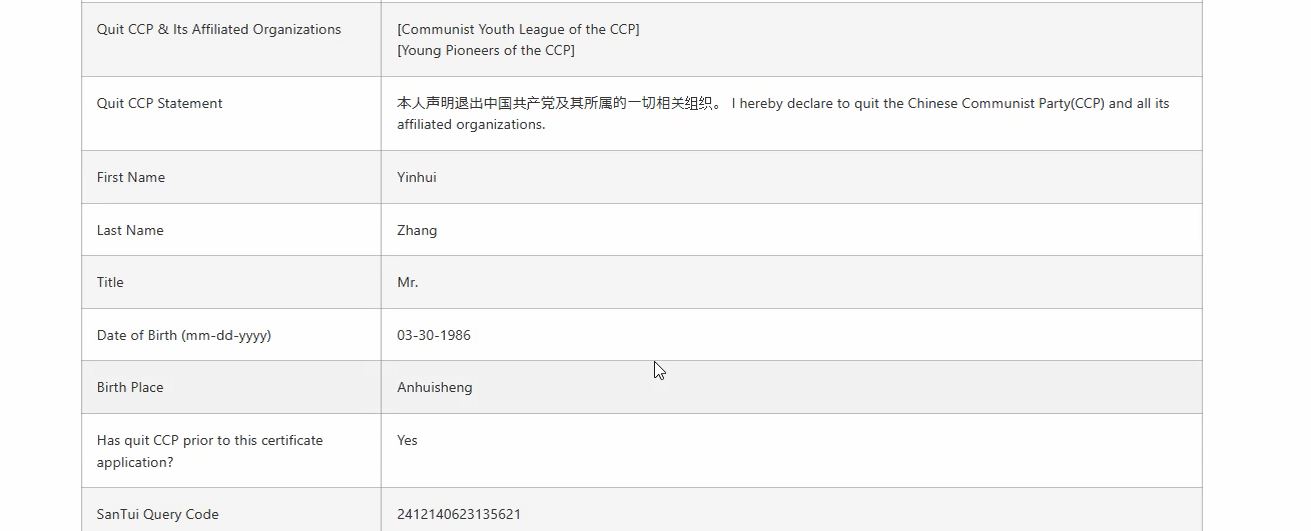 Quit CCP & Its Affiliated Organizations
[Communist Youth League of the CCP]
[Young Pioneers of the CCP]
Quit CCP Statement
本人声明退出中国共产党及其所属的一切相关组织。 I hereby declare to quit the Chinese Communist Party(CCP) and all its
affiliated organizations.
First Name
Yinhui
Last Name
Zhang
Title
Mr.
Date of Birth (mm-dd-yyyy)
03-30-1986
Birth Place
Anhuisheng
Has quit CCP prior to this certificate
application?
Yes
SanTui Query Code
2412140623135621